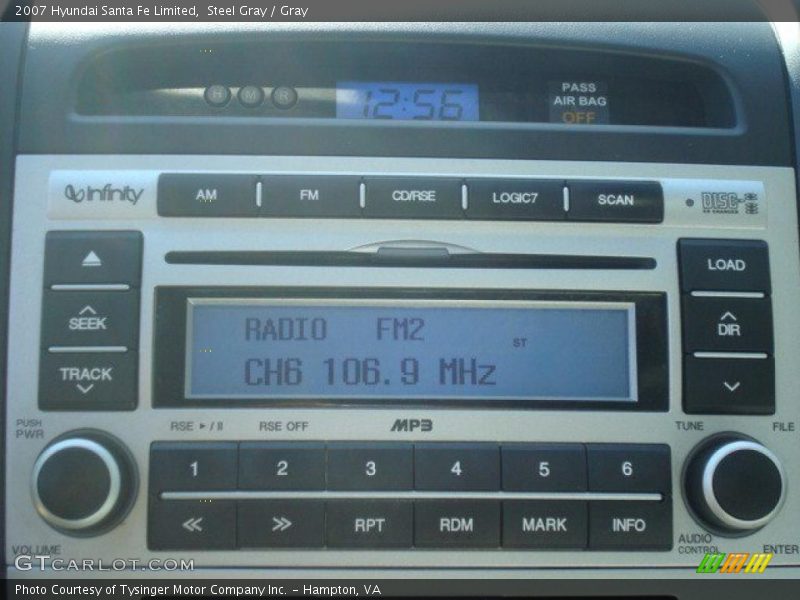 2007 Hyundai Santa Fe Limited,  Steel Gray / Gray
H M R
12:56
PASS
AIR BAG
OFF
infinity
AM FM CD/RSE LOGIC7 SCAN
DISC
CD CHANGER
LOAD
SEEK
DIR
TRACK
RADIO FM2
ST
CH6 106.9 MHz
PUSH
PWR
RSE ▸/II RSE OFF MP3 TUNE FILE
1 2 3 4 5 6
<< >> RPT RDM MARK INFO
VOLUME
AUDIO
CONTROL
ENTER
GTCARLOT.COM
Photo Courtesy of Tysinger Motor Company Inc. – Hampton, VA